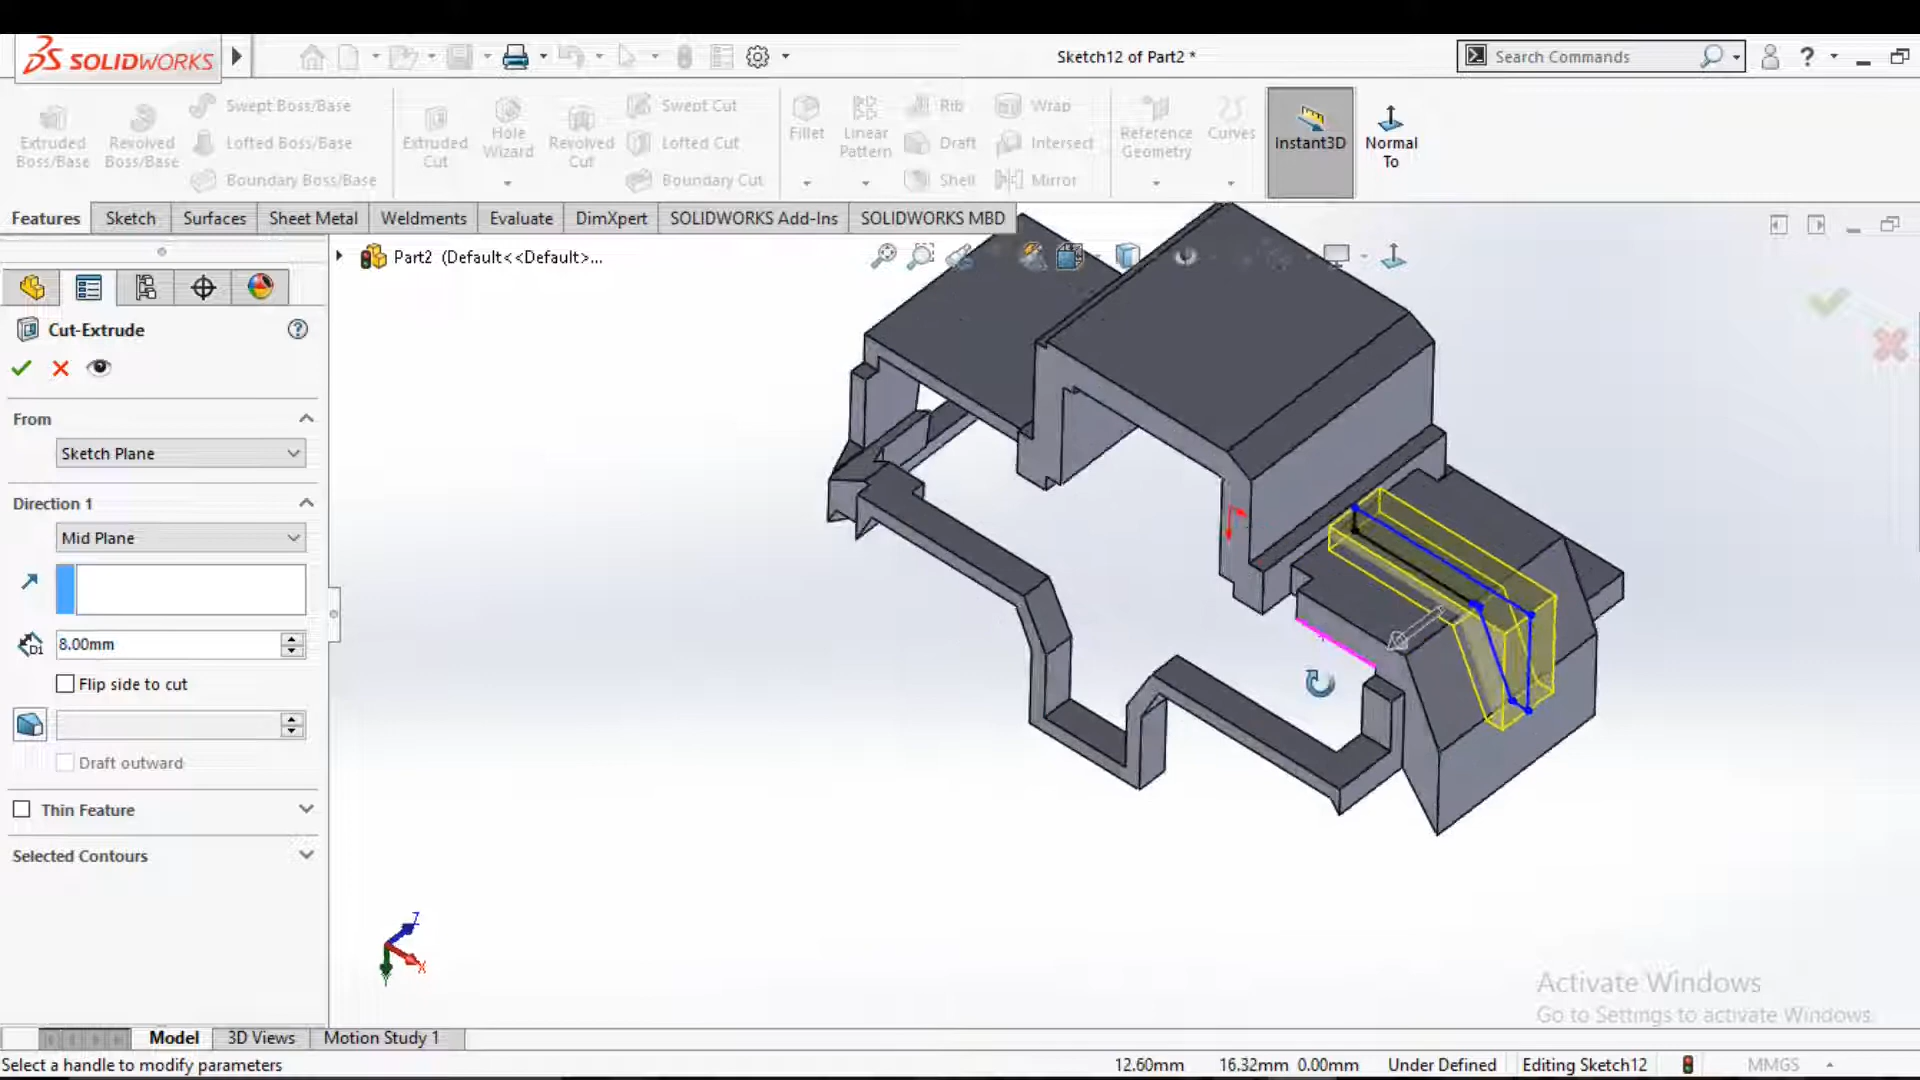 SOLIDWORKS
Sketch12 of Part2 *
Search Commands
?
Extruded Boss/Base
Revolved Boss/Base
Swept Boss/Base
Lofted Boss/Base
Boundary Boss/Base
Extruded Cut
Hole Wizard
Revolved Cut
Swept Cut
Lofted Cut
Boundary Cut
Fillet
Linear Pattern
Rib
Draft
Shell
Wrap
Intersect
Mirror
Reference Geometry
Curves
Instant3D
Normal To
Features
Sketch
Surfaces
Sheet Metal
Weldments
Evaluate
DimXpert
SOLIDWORKS Add-Ins
SOLIDWORKS MBD
Part2 (Default<<Default>...
Cut-Extrude
?
From
Sketch Plane
Direction 1
Mid Plane
D1
8.00mm
Flip side to cut
Draft outward
Thin Feature
Selected Contours
Z
X
Activate Windows
Go to Settings to activate Windows.
Model
3D Views
Motion Study 1
Select a handle to modify parameters
12.60mm
16.32mm 0.00mm
Under Defined
Editing Sketch12
MMGS